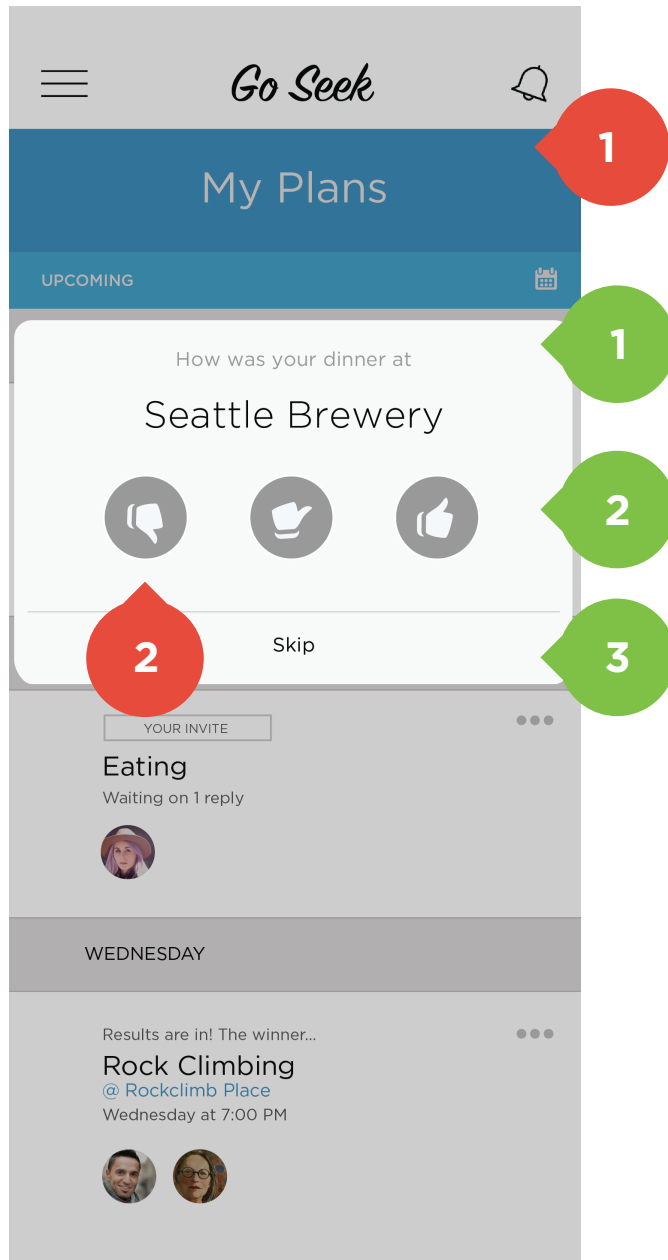 Go Seek
1
My Plans
UPCOMING
1
How was your dinner at
Seattle Brewery
2
2
Skip
3
YOUR INVITE
Eating
Waiting on 1 reply
WEDNESDAY
Results are in! The winner...
Rock Climbing
@ Rockclimb Place
Wednesday at 7:00 PM